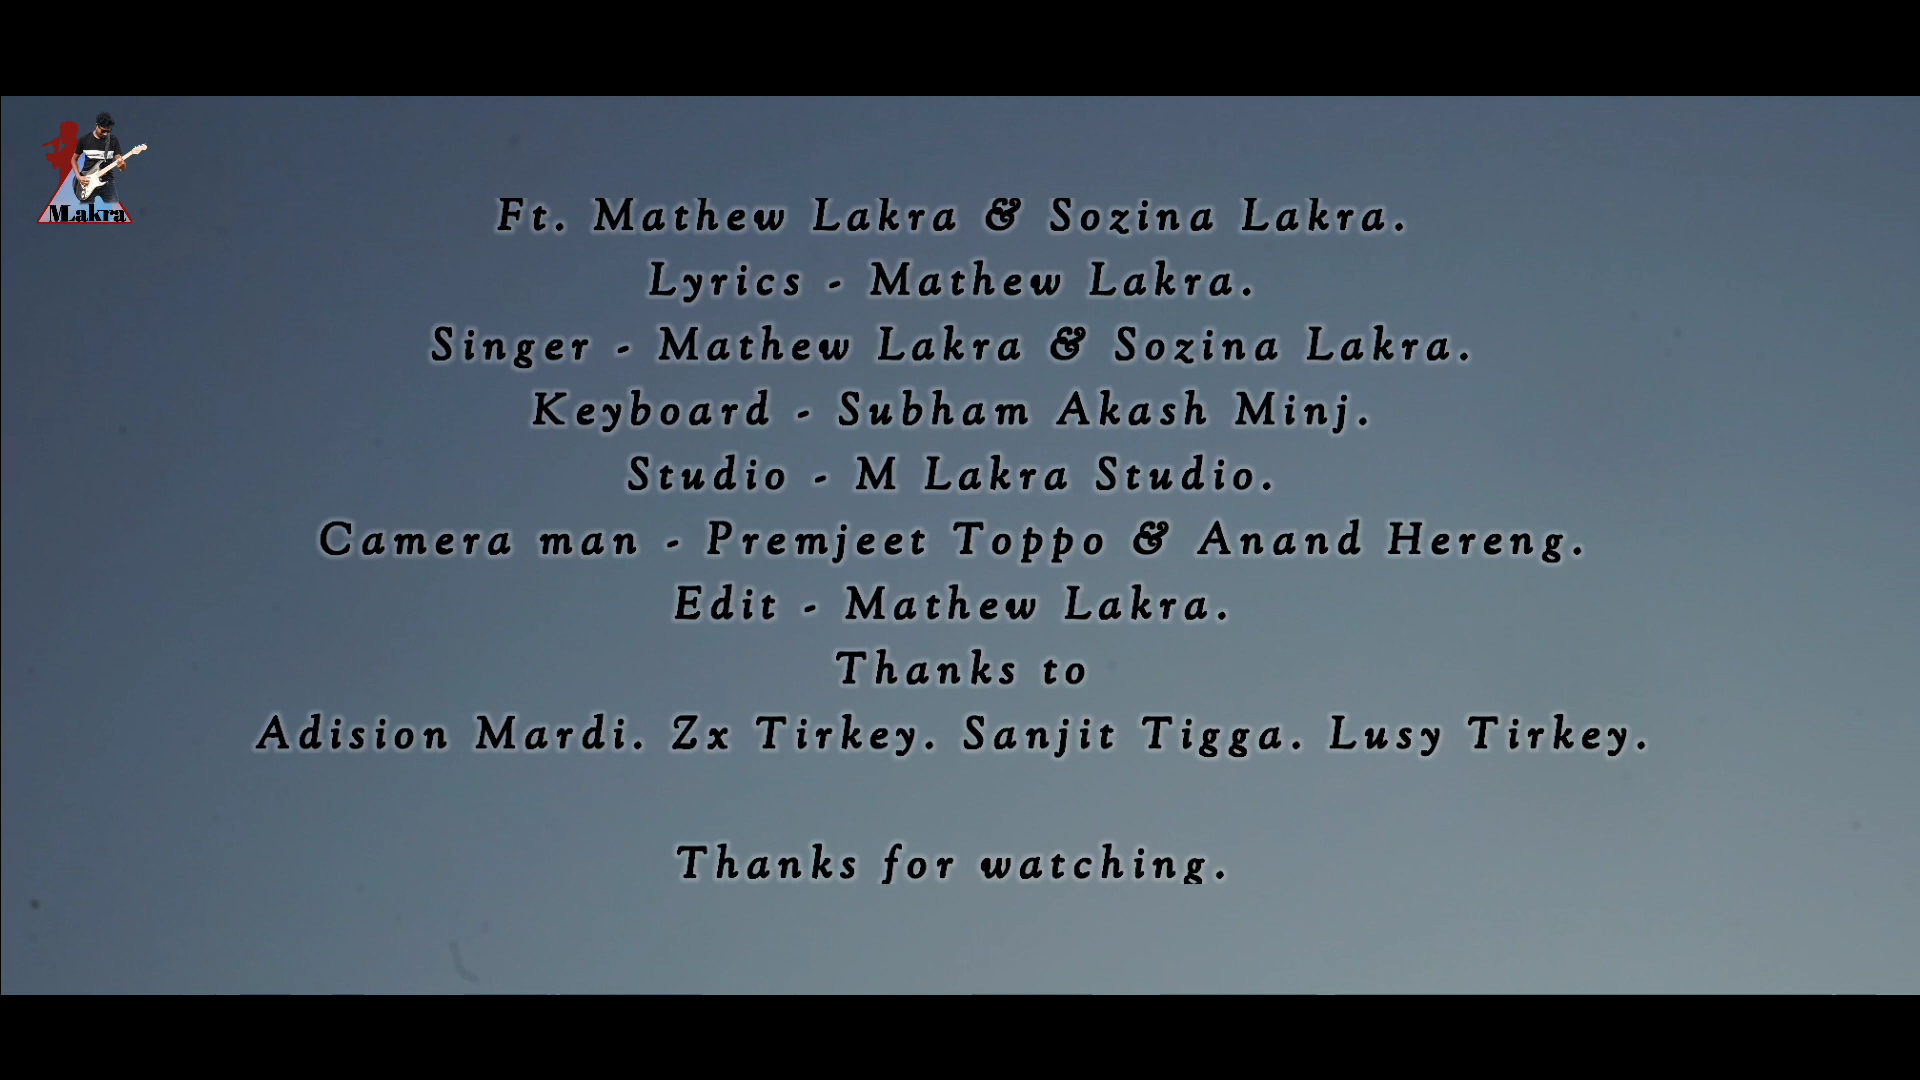 MLakra
Ft. Mathew Lakra & Sozina Lakra.
Lyrics - Mathew Lakra.
Singer - Mathew Lakra & Sozina Lakra.
Keyboard - Subham Akash Minj.
Studio - M Lakra Studio.
Camera man - Premjeet Toppo & Anand Hereng.
Edit - Mathew Lakra.
Thanks to
Adision Mardi. Zx Tirkey. Sanjit Tigga. Lusy Tirkey.
Thanks for watching.